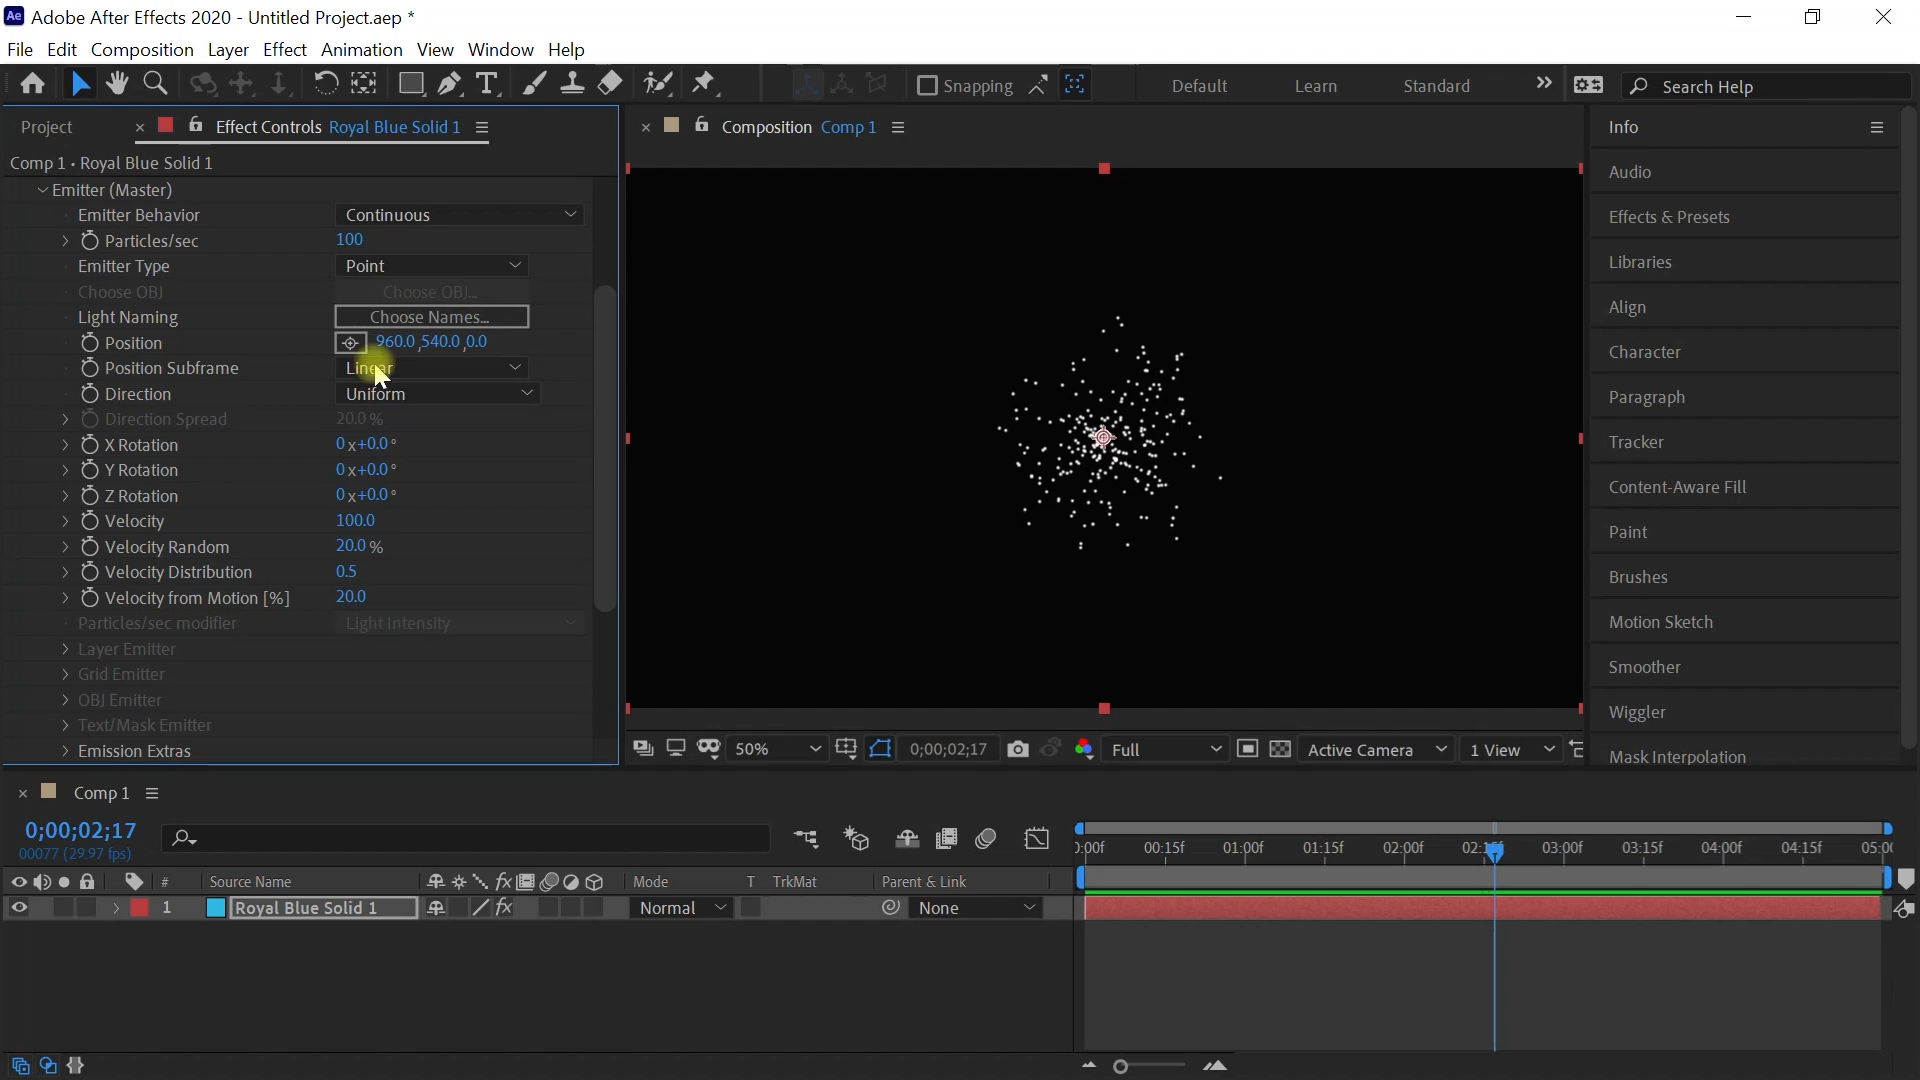 Ae Adobe After Effects 2020 - Untitled Project.aep *
File Edit Composition Layer Effect Animation View Window Help
Snapping Default Learn Standard Search Help
Project Effect Controls Royal Blue Solid 1
Comp 1 • Royal Blue Solid 1
Emitter (Master)
Emitter Behavior Continuous
Particles/sec 100
Emitter Type Point
Choose OBJ Choose OBJ...
Light Naming Choose Names...
Position 960.0 ,540.0 ,0.0
Position Subframe Linear
Direction Uniform
Direction Spread 20.0 %
X Rotation 0 x+0.0 °
Y Rotation 0 x+0.0 °
Z Rotation 0 x+0.0 °
Velocity 100.0
Velocity Random 20.0 %
Velocity Distribution 0.5
Velocity from Motion [%] 20.0
Particles/sec modifier Light Intensity
Layer Emitter
Grid Emitter
OBJ Emitter
Text/Mask Emitter
Emission Extras
Composition Comp 1
50% 0;00;02;17 Full Active Camera 1 View
Info
Audio
Effects & Presets
Libraries
Align
Character
Paragraph
Tracker
Content-Aware Fill
Paint
Brushes
Motion Sketch
Smoother
Wiggler
Mask Interpolation
Comp 1
0;00;02;17
00077 (29.97 fps)
):00f 00:15f 01:00f 01:15f 02:00f 02:15f 03:00f 03:15f 04:00f 04:15f 05:00
# Source Name fx Mode T TrkMat Parent & Link
1 Royal Blue Solid 1 fx Normal None